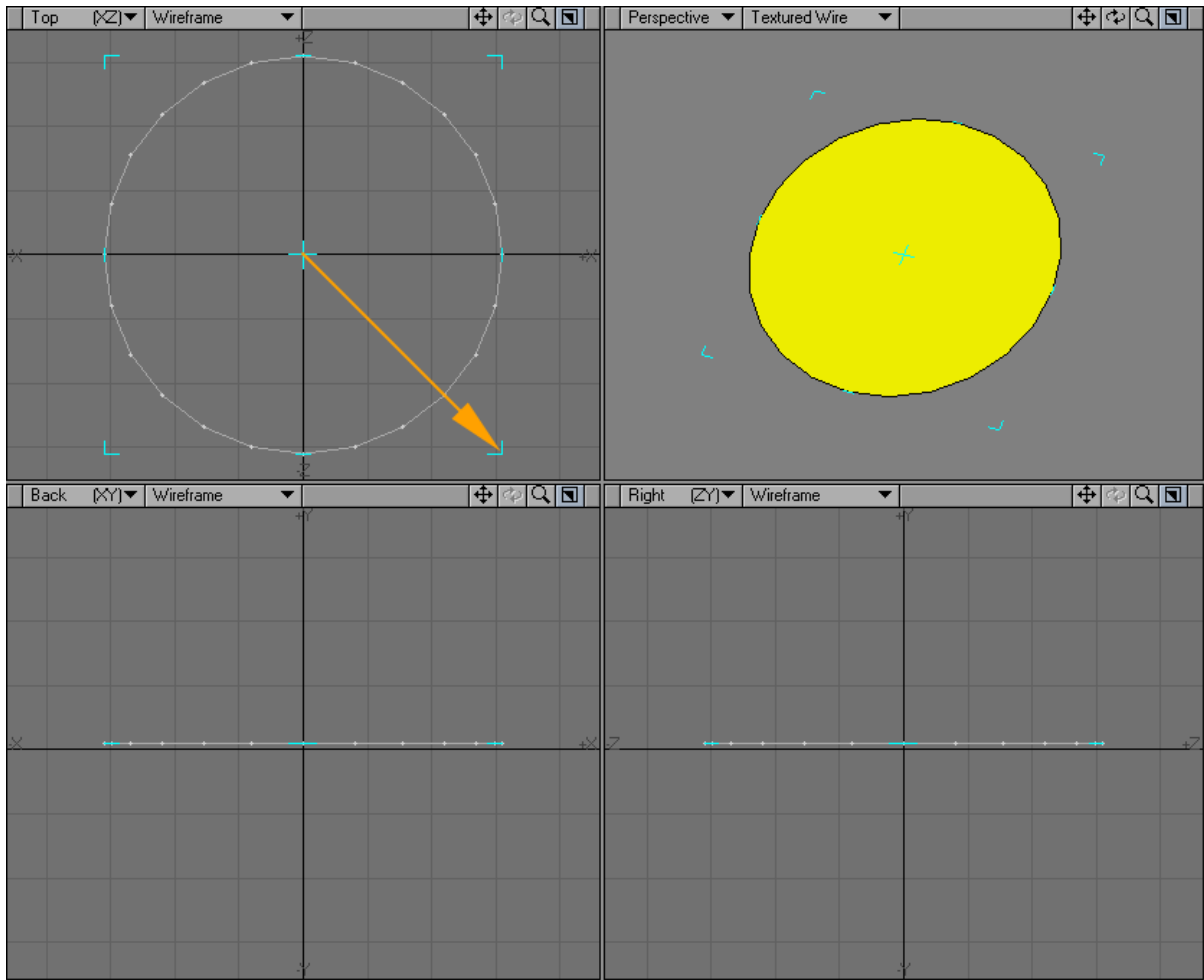 Top (XZ) Wireframe
Perspective Textured Wire
+Z
-X +X
-Z
Back (XY) Wireframe
Right (ZY) Wireframe
+Y +Y
-X +X -Z +Z
-Y -Y